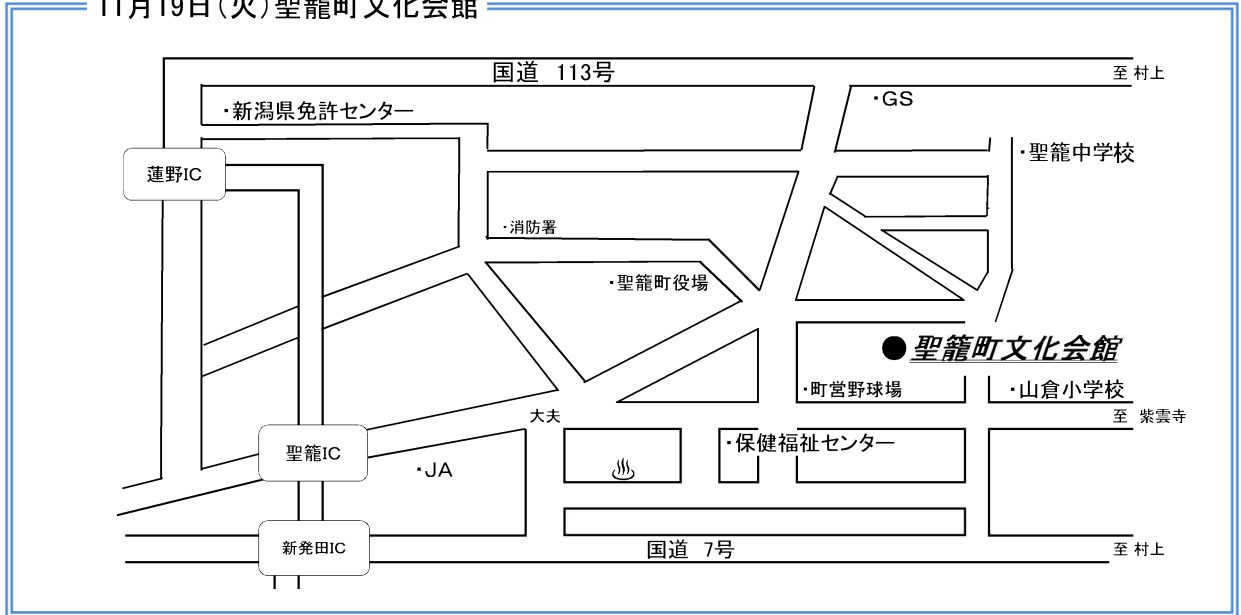 11月19日(火)聖籠町文化会館
国道 113号
至 村上
・GS
・新潟県免許センター
・聖籠中学校
蓮野IC
・消防署
・聖籠町役場
●聖籠町文化会館
・町営野球場
・山倉小学校
大夫
至 紫雲寺
・保健福祉センター
聖籠IC
・JA
新発田IC
国道 7号
至 村上